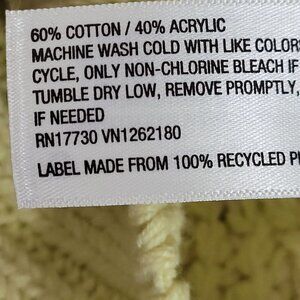 60% COTTON / 40% ACRYLIC
MACHINE WASH COLD WITH LIKE COLOR
CYCLE, ONLY NON-CHLORINE BLEACH IF
TUMBLE DRY LOW, REMOVE PROMPTLY,
IF NEEDED
RN17730 VN1262180
LABEL MADE FROM 100% RECYCLED P